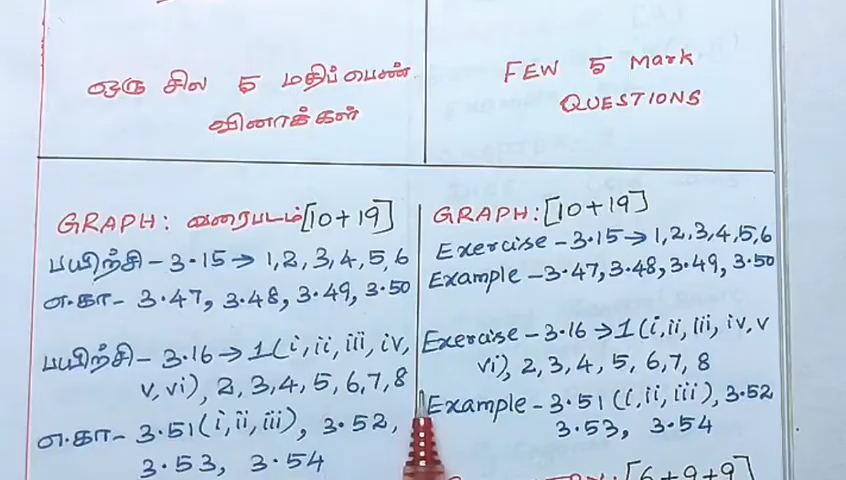 ஒரு சில 5 மதிப்பெண்
வினாக்கள்
FEW 5 Mark
QUESTIONS
GRAPH: வரைபடம் [10+19]
பயிற்சி - 3.15 → 1,2,3,4,5,6
எ.கா - 3.47, 3.48, 3.49, 3.50
பயிற்சி - 3.16 → 1(i, ii, iii, iv,
v, vi), 2, 3, 4, 5, 6, 7, 8
எ.கா - 3.51(i, ii, iii), 3.52,
3.53, 3.54
GRAPH: [10+19]
Exercise - 3.15 → 1,2,3,4,5,6
Example - 3.47, 3.48, 3.49, 3.50
Exercise - 3.16 → 1(i, ii, iii, iv, v
vi), 2, 3, 4, 5, 6, 7, 8
Example - 3.51 (i, ii, iii), 3.52
3.53, 3.54
[6+9+9]